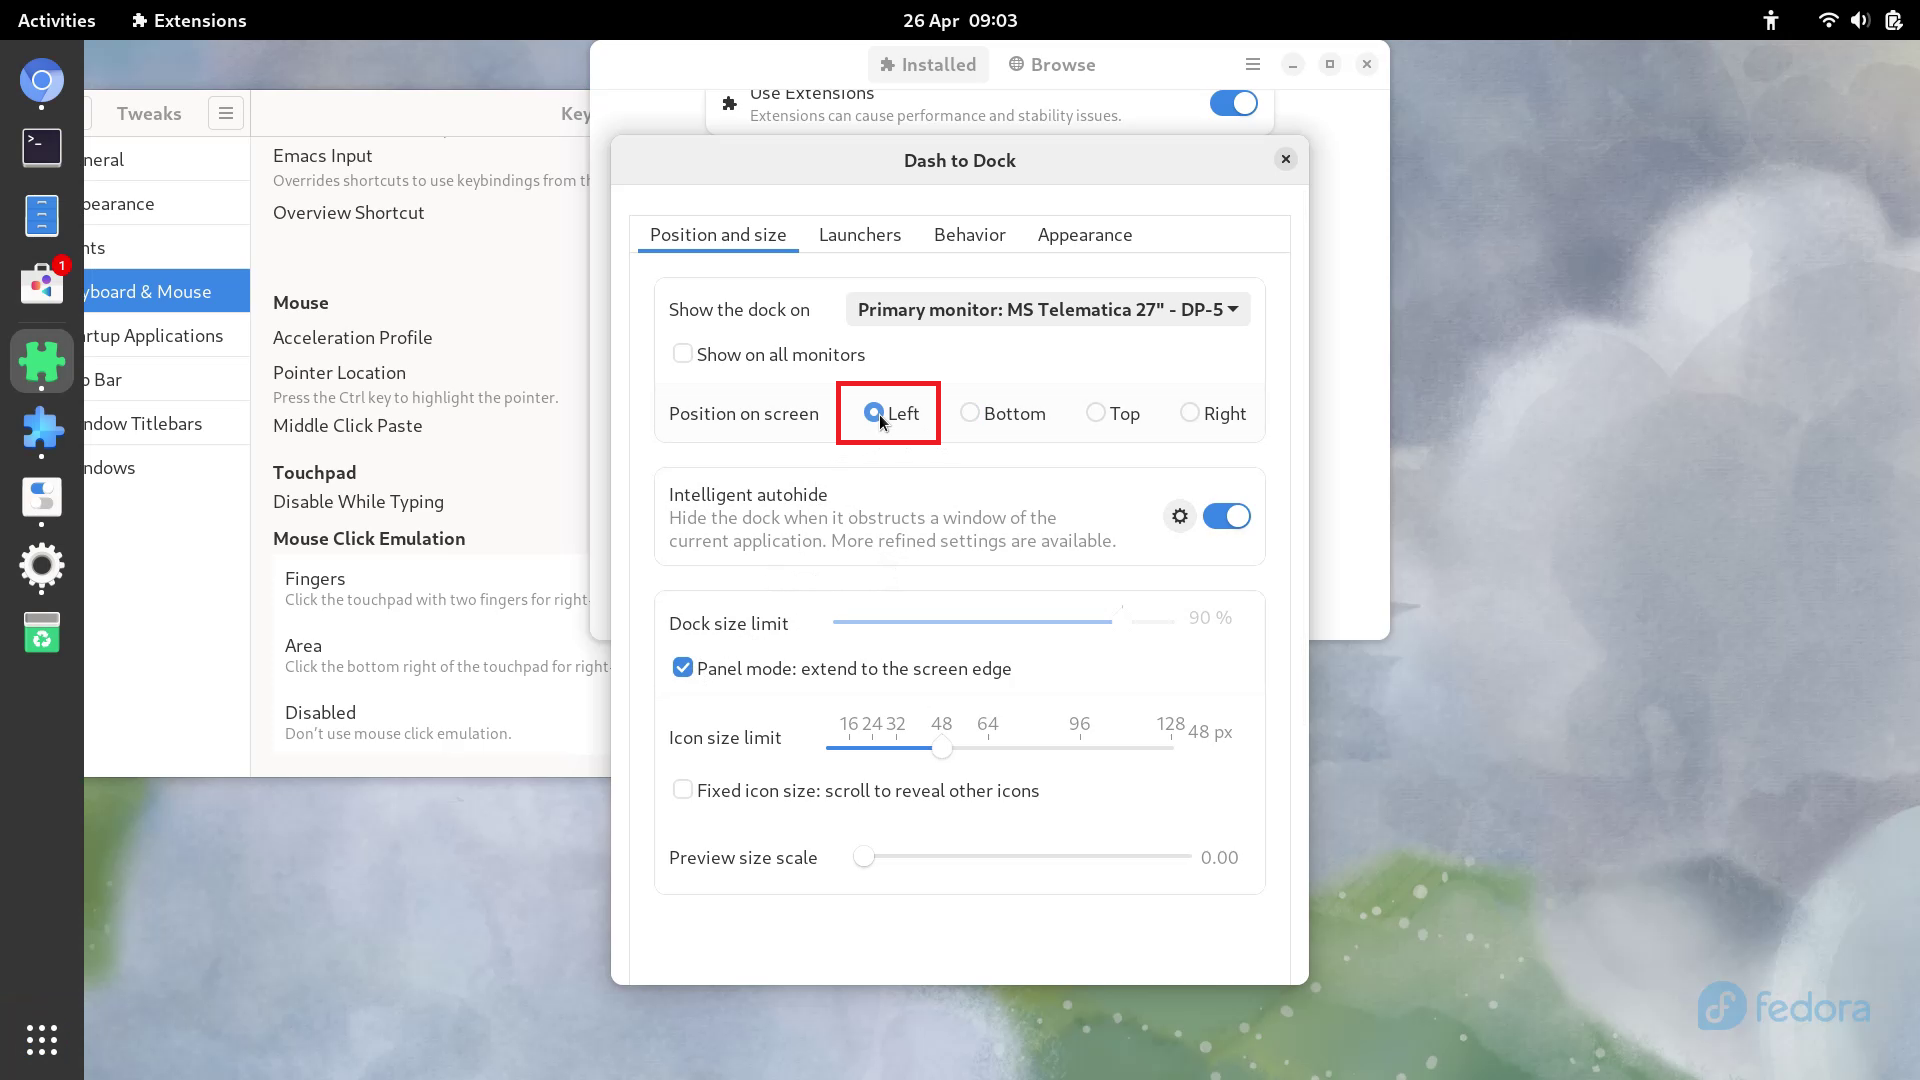 Activities
Extensions
26 Apr 09:03
Tweaks
Key
neral
pearance
nts
yboard & Mouse
artup Applications
p Bar
ndow Titlebars
ndows
1
>_
Emacs Input
Overrides shortcuts to use keybindings from th
Overview Shortcut
Mouse
Acceleration Profile
Pointer Location
Press the Ctrl key to highlight the pointer.
Middle Click Paste
Touchpad
Disable While Typing
Mouse Click Emulation
Fingers
Click the touchpad with two fingers for right-
Area
Click the bottom right of the touchpad for right-
Disabled
Don't use mouse click emulation.
Installed
Browse
Use Extensions
Extensions can cause performance and stability issues.
Dash to Dock
Position and size
Launchers
Behavior
Appearance
Show the dock on
Primary monitor: MS Telematica 27" - DP-5
Show on all monitors
Position on screen
Left
Bottom
Top
Right
Intelligent autohide
Hide the dock when it obstructs a window of the
current application. More refined settings are available.
Dock size limit
90 %
Panel mode: extend to the screen edge
Icon size limit
16 24 32 48 64 96 128
48 px
Fixed icon size: scroll to reveal other icons
Preview size scale
0.00
fedora